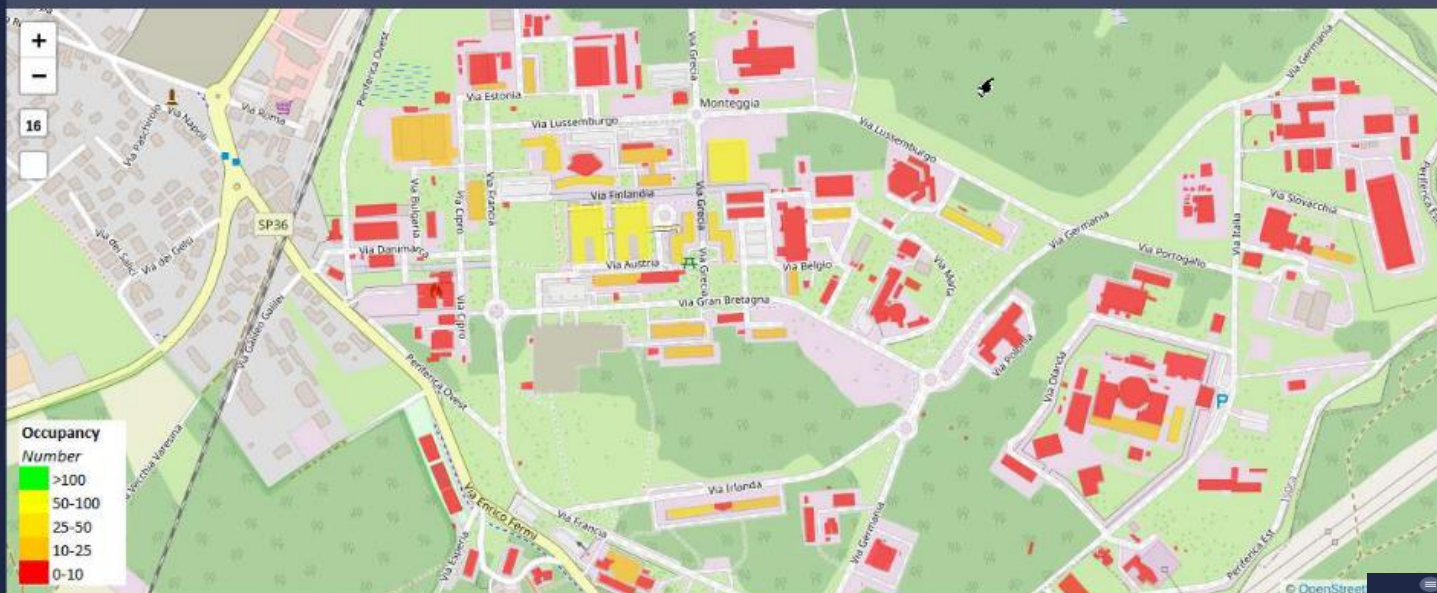 +
−
16
Via Roma
Via Napoli
Via Paschirolo
Via dei Salici
Via dei Gelsi
SP36
Via Galileo Galilei
Vecchia Varesina
Periferica Ovest
Via Estonia
Via Lussemburgo
Via Grecia
Monteggia
Via Lussemburgo
Via Finlandia
Via Bulgaria
Via Cipro
Via Francia
Via Grecia
Via Danimarca
Via Austria
Via Grecia
Via Belgio
Via Malta
Via Gran Bretagna
Via Cipro
Periferica Ovest
Via Germania
Via Germania
Via Slovacchia
Via Italia
Periferica Est
Via Portogallo
Via Polonia
Via Olanda
P
Via Irlanda
Via Enrico Fermi
Via Francia
Via Esperia
Via Germania
Periferica Est
Occupancy
Number
>100
50-100
25-50
10-25
0-10
© OpenStreet